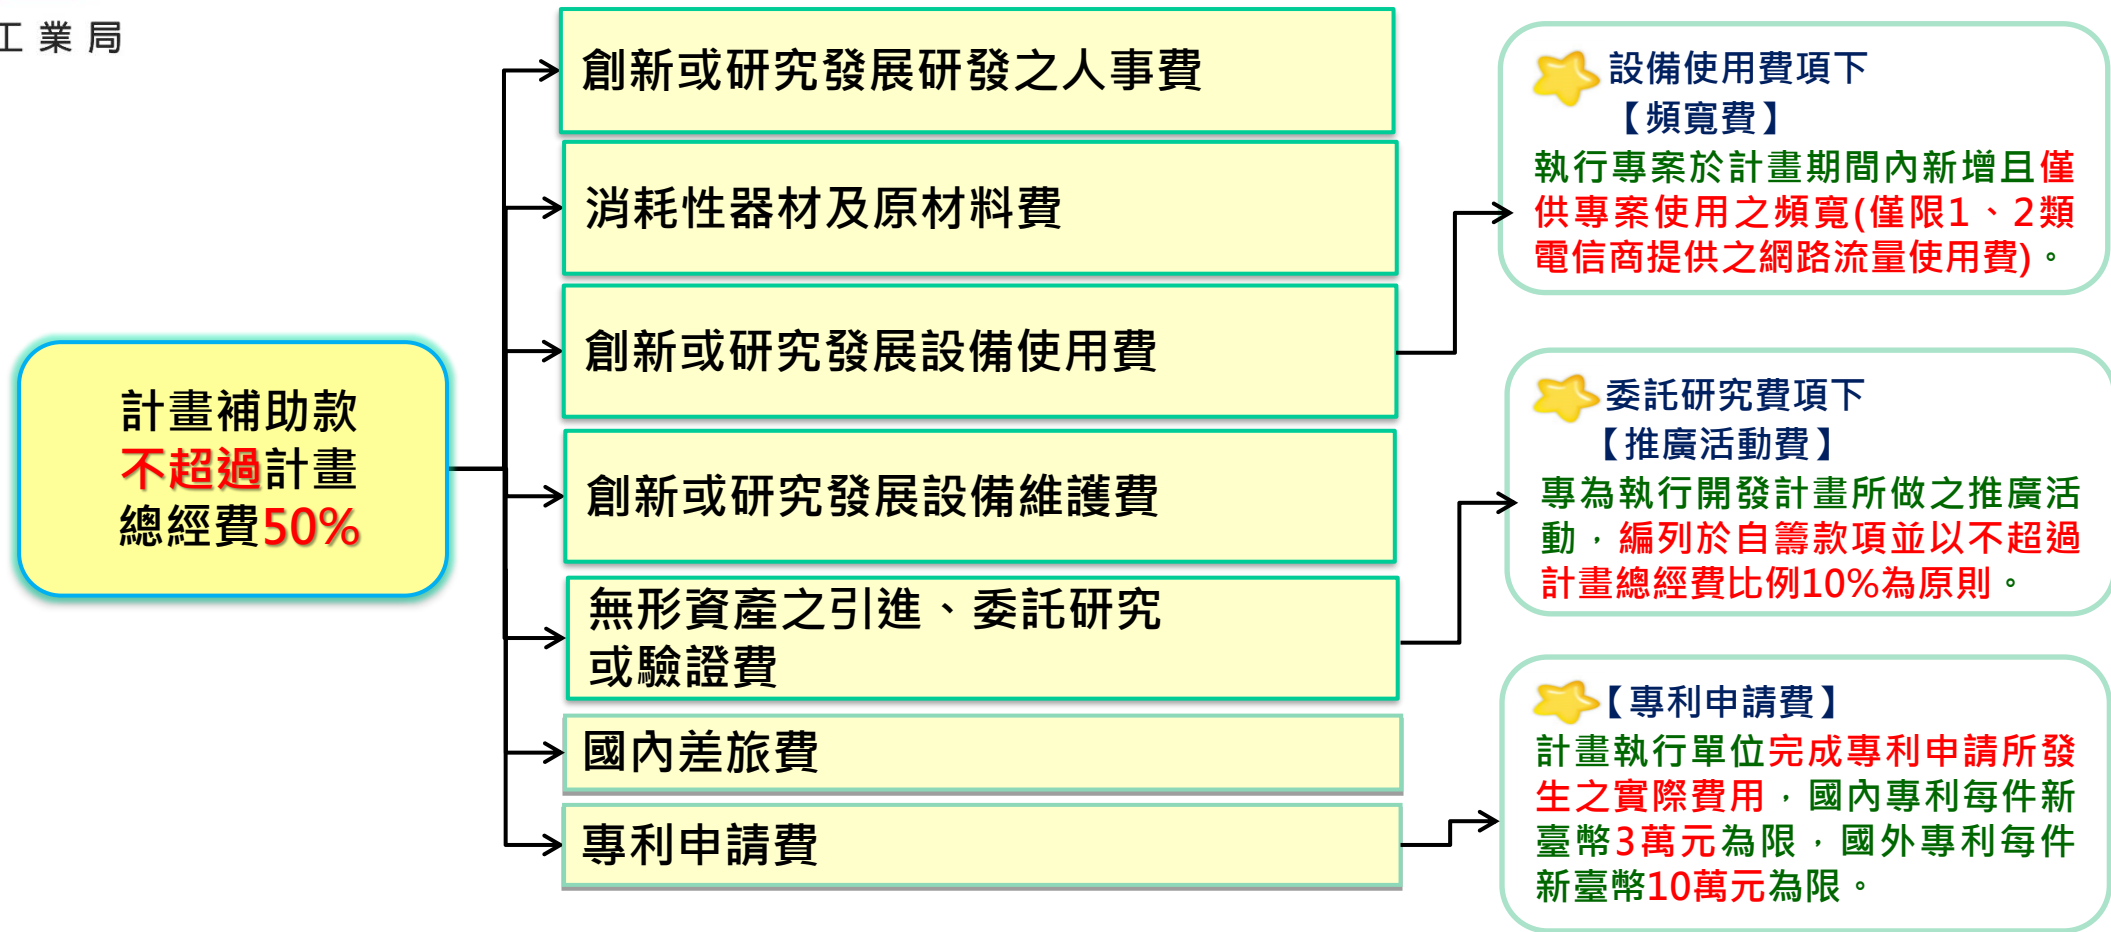 工業局
計畫補助款
不超過計畫
總經費50%
創新或研究發展研發之人事費
消耗性器材及原材料費
創新或研究發展設備使用費
創新或研究發展設備維護費
無形資產之引進、委託研究
或驗證費
國內差旅費
專利申請費
設備使用費項下
【頻寬費】
執行專案於計畫期間內新增且僅
供專案使用之頻寬(僅限1、2類
電信商提供之網路流量使用費)。
委託研究費項下
【推廣活動費】
專為執行開發計畫所做之推廣活
動，編列於自籌款項並以不超過
計畫總經費比例10%為原則。
【專利申請費】
計畫執行單位完成專利申請所發
生之實際費用，國內專利每件新
臺幣3萬元為限，國外專利每件
新臺幣10萬元為限。